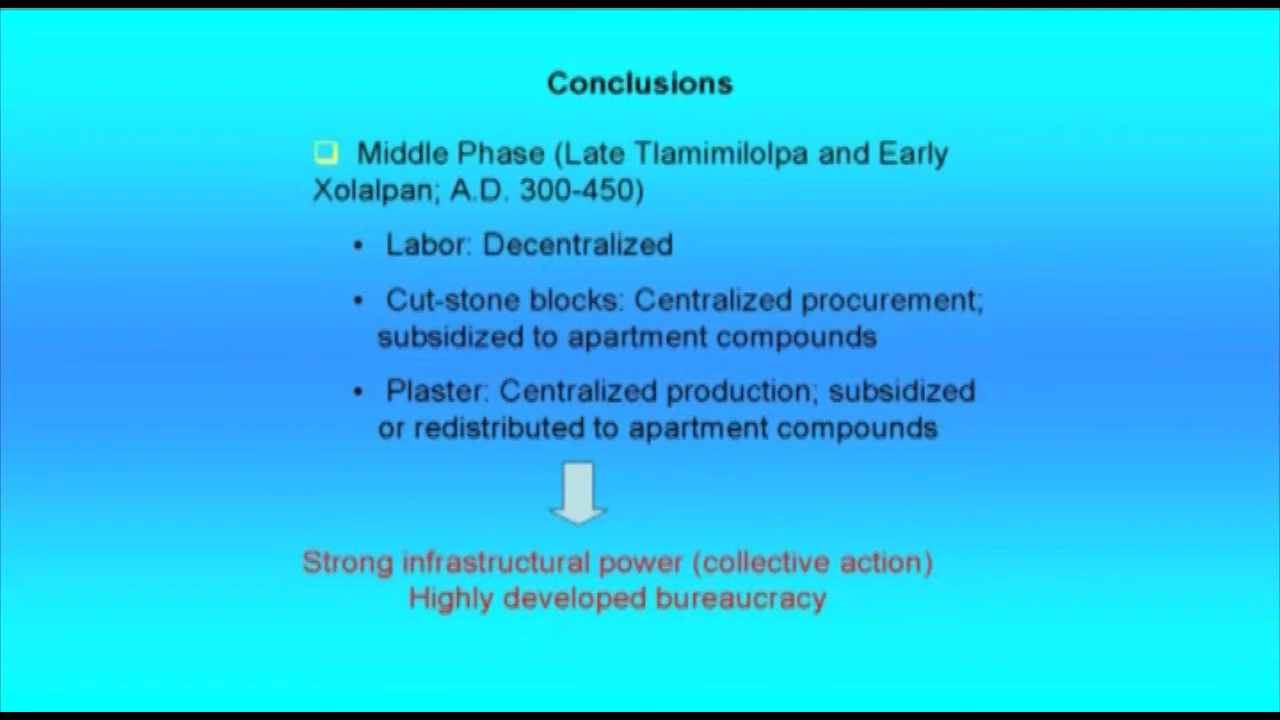 Conclusions
Middle Phase (Late Tlamimilolpa and Early
Xolalpan; A.D. 300-450)
• Labor: Decentralized
• Cut-stone blocks: Centralized procurement;
subsidized to apartment compounds
• Plaster: Centralized production; subsidized
or redistributed to apartment compounds
Strong infrastructural power (collective action)
Highly developed bureaucracy